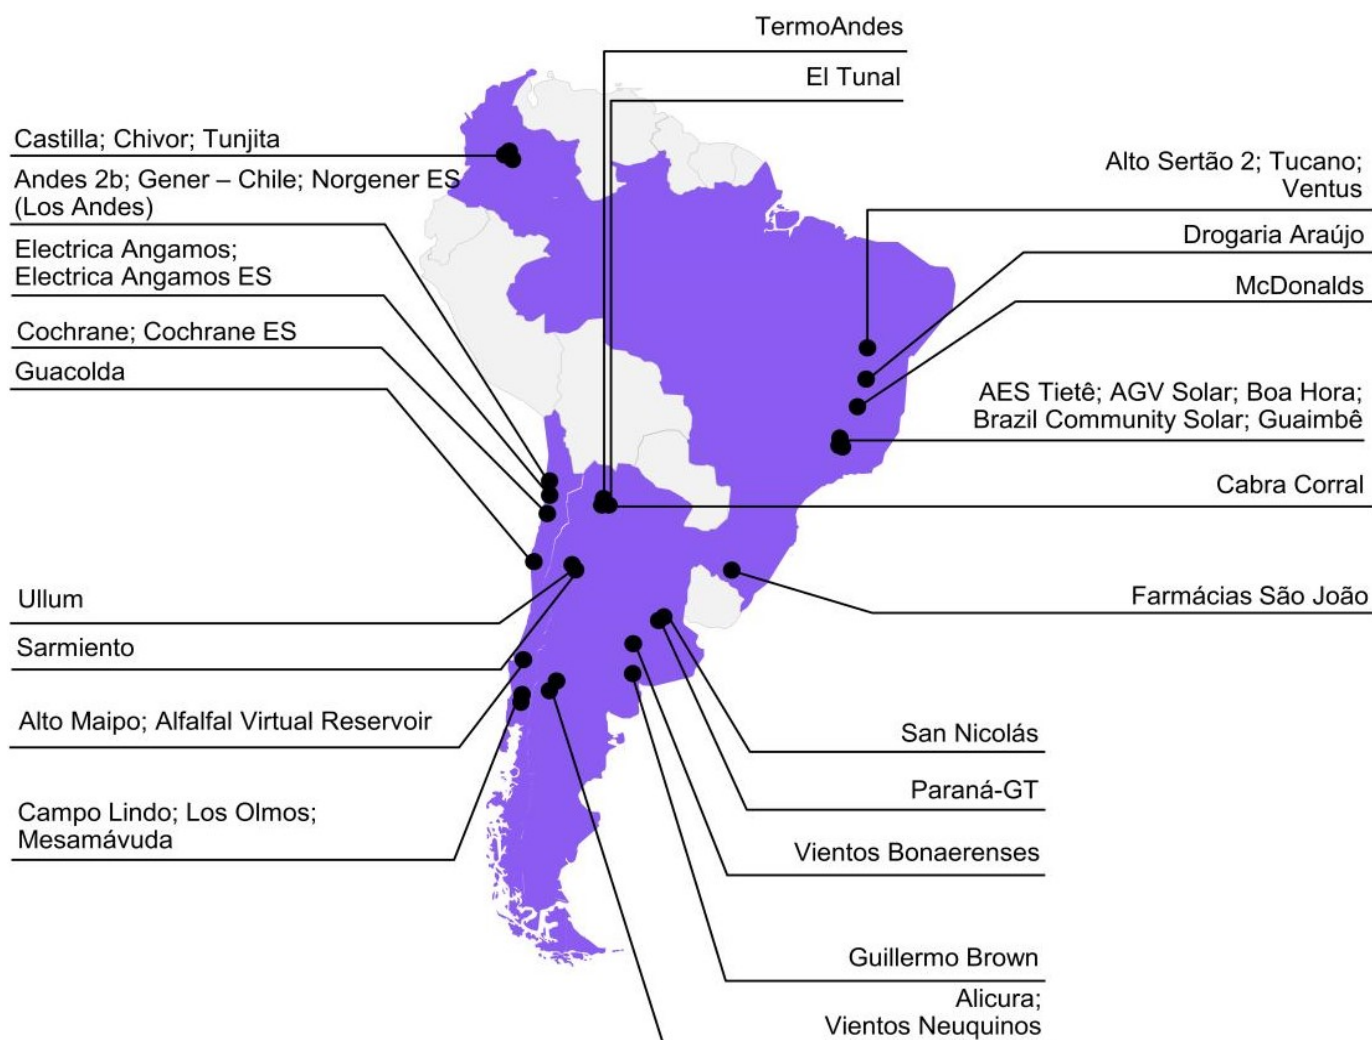 TermoAndes
El Tunal
Castilla; Chivor; Tunjita
Andes 2b; Gener – Chile; Norgener ES
(Los Andes)
Electrica Angamos;
Electrica Angamos ES
Cochrane; Cochrane ES
Guacolda
Ullum
Sarmiento
Alto Maipo; Alfalfal Virtual Reservoir
Campo Lindo; Los Olmos;
Mesamávuda
Alto Sertão 2; Tucano;
Ventus
Drogaria Araújo
McDonalds
AES Tietê; AGV Solar; Boa Hora;
Brazil Community Solar; Guaimbê
Cabra Corral
Farmácias São João
San Nicolás
Paraná-GT
Vientos Bonaerenses
Guillermo Brown
Alicura;
Vientos Neuquinos